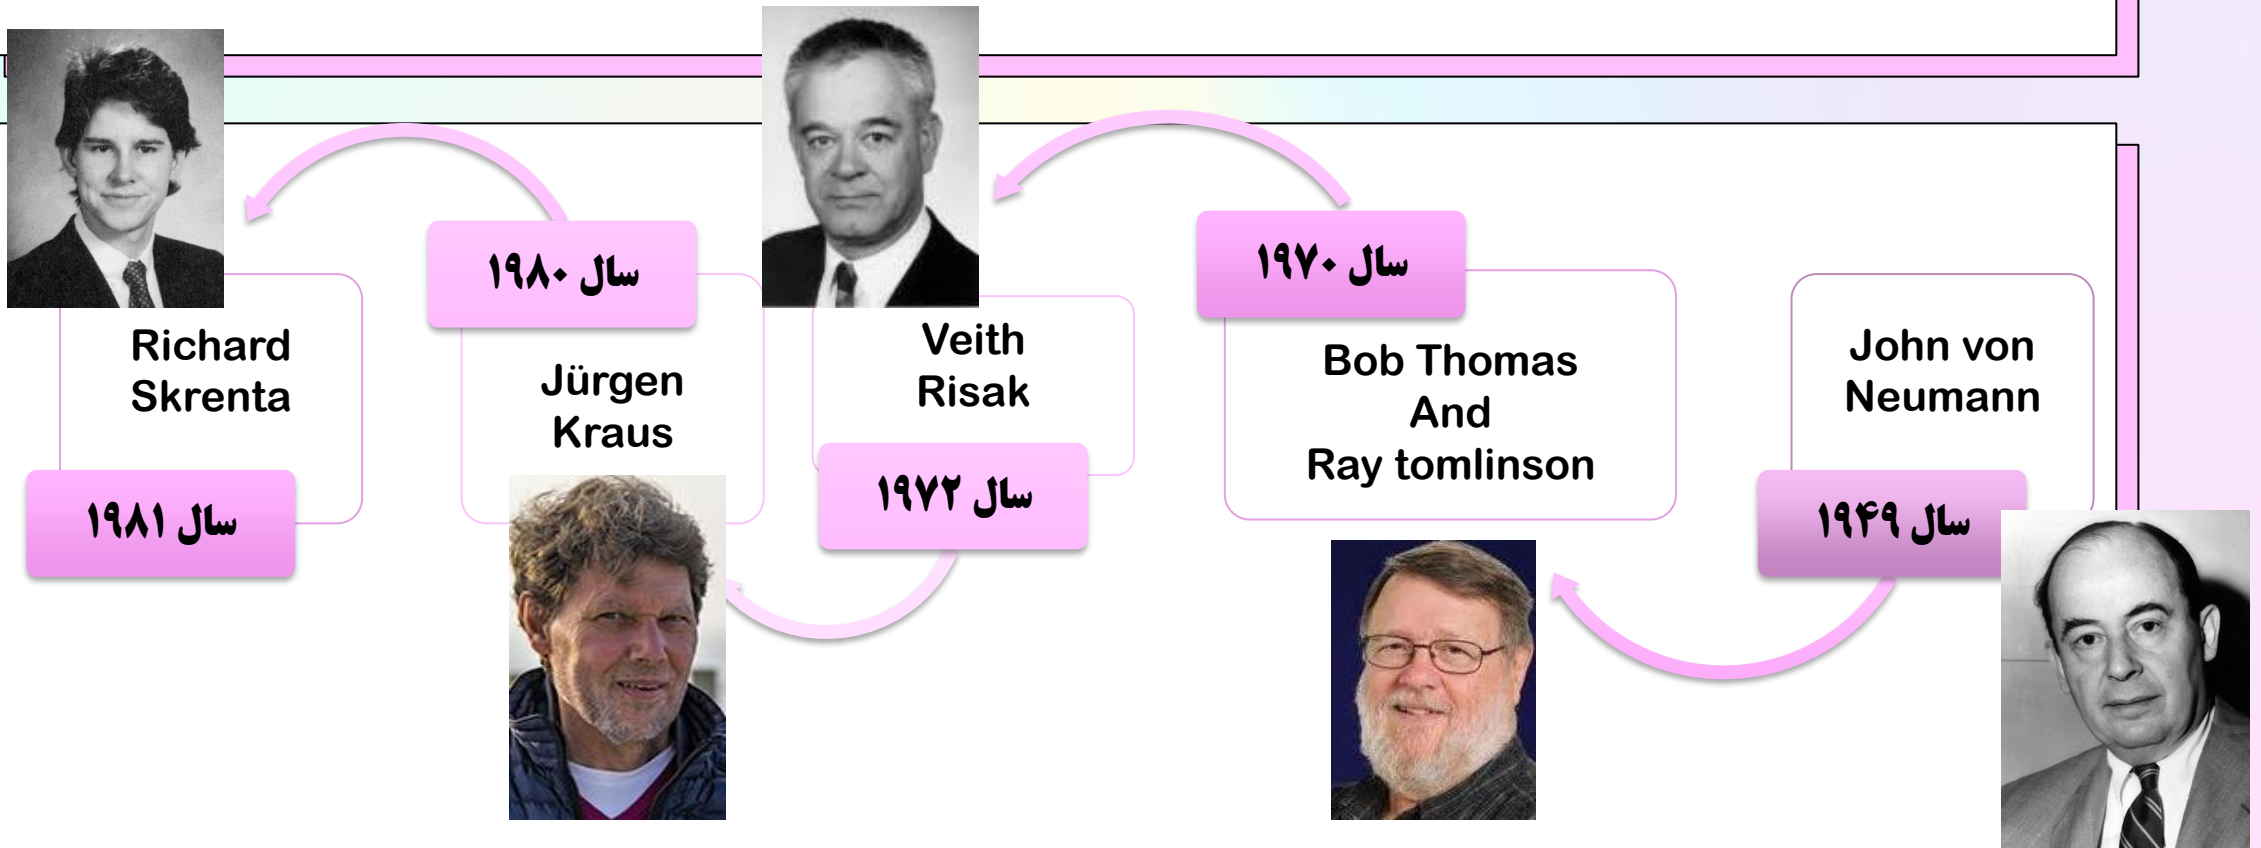 John von
Neumann
سال ۱۹۴۹
سال ۱۹۷۰
Bob Thomas
And
Ray tomlinson
Veith
Risak
سال ۱۹۷۲
سال ۱۹۸۰
Jürgen
Kraus
Richard
Skrenta
سال ۱۹۸۱